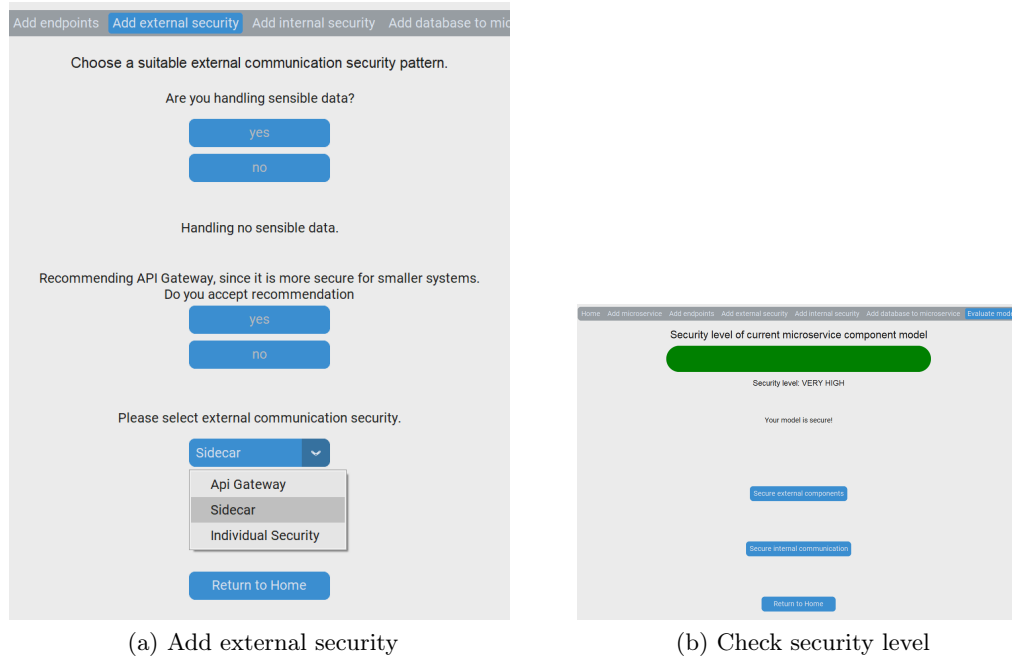 Add endpoints Add external security Add internal security Add database to mic
Choose a suitable external communication security pattern.
Are you handling sensible data?
yes
no
Handling no sensible data.
Recommending API Gateway, since it is more secure for smaller systems.
Do you accept recommendation
yes
no
Please select external communication security.
Sidecar
Api Gateway
Sidecar
Individual Security
Return to Home
(a) Add external security
Home Add microservice Add endpoints Add external security Add internal security Add database to microservice Evaluate mode
Security level of current microservice component model
Security level: VERY HIGH
Your model is secure!
Secure external components
Secure internal communication
Return to Home
(b) Check security level